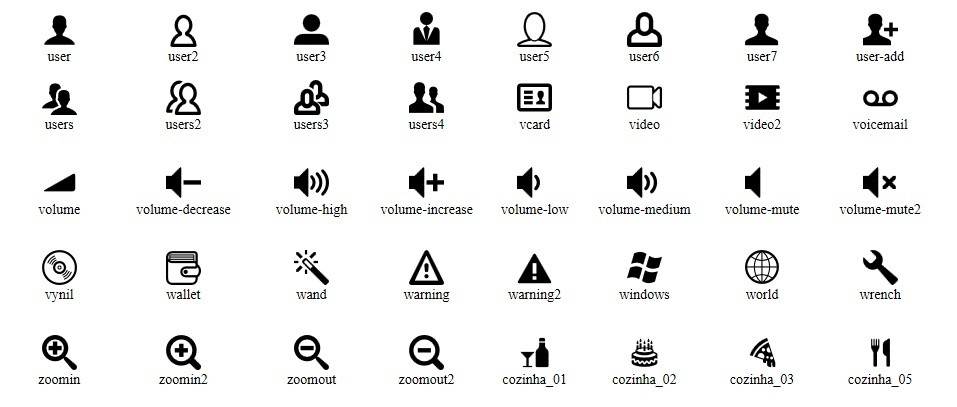 user user2 user3 user4 user5 user6 user7 user-add
users users2 users3 users4 vcard video video2 voicemail
volume volume-decrease volume-high volume-increase volume-low volume-medium volume-mute volume-mute2
vynil wallet wand warning warning2 windows world wrench
zoomin zoomin2 zoomout zoomout2 cozinha_01 cozinha_02 cozinha_03 cozinha_05